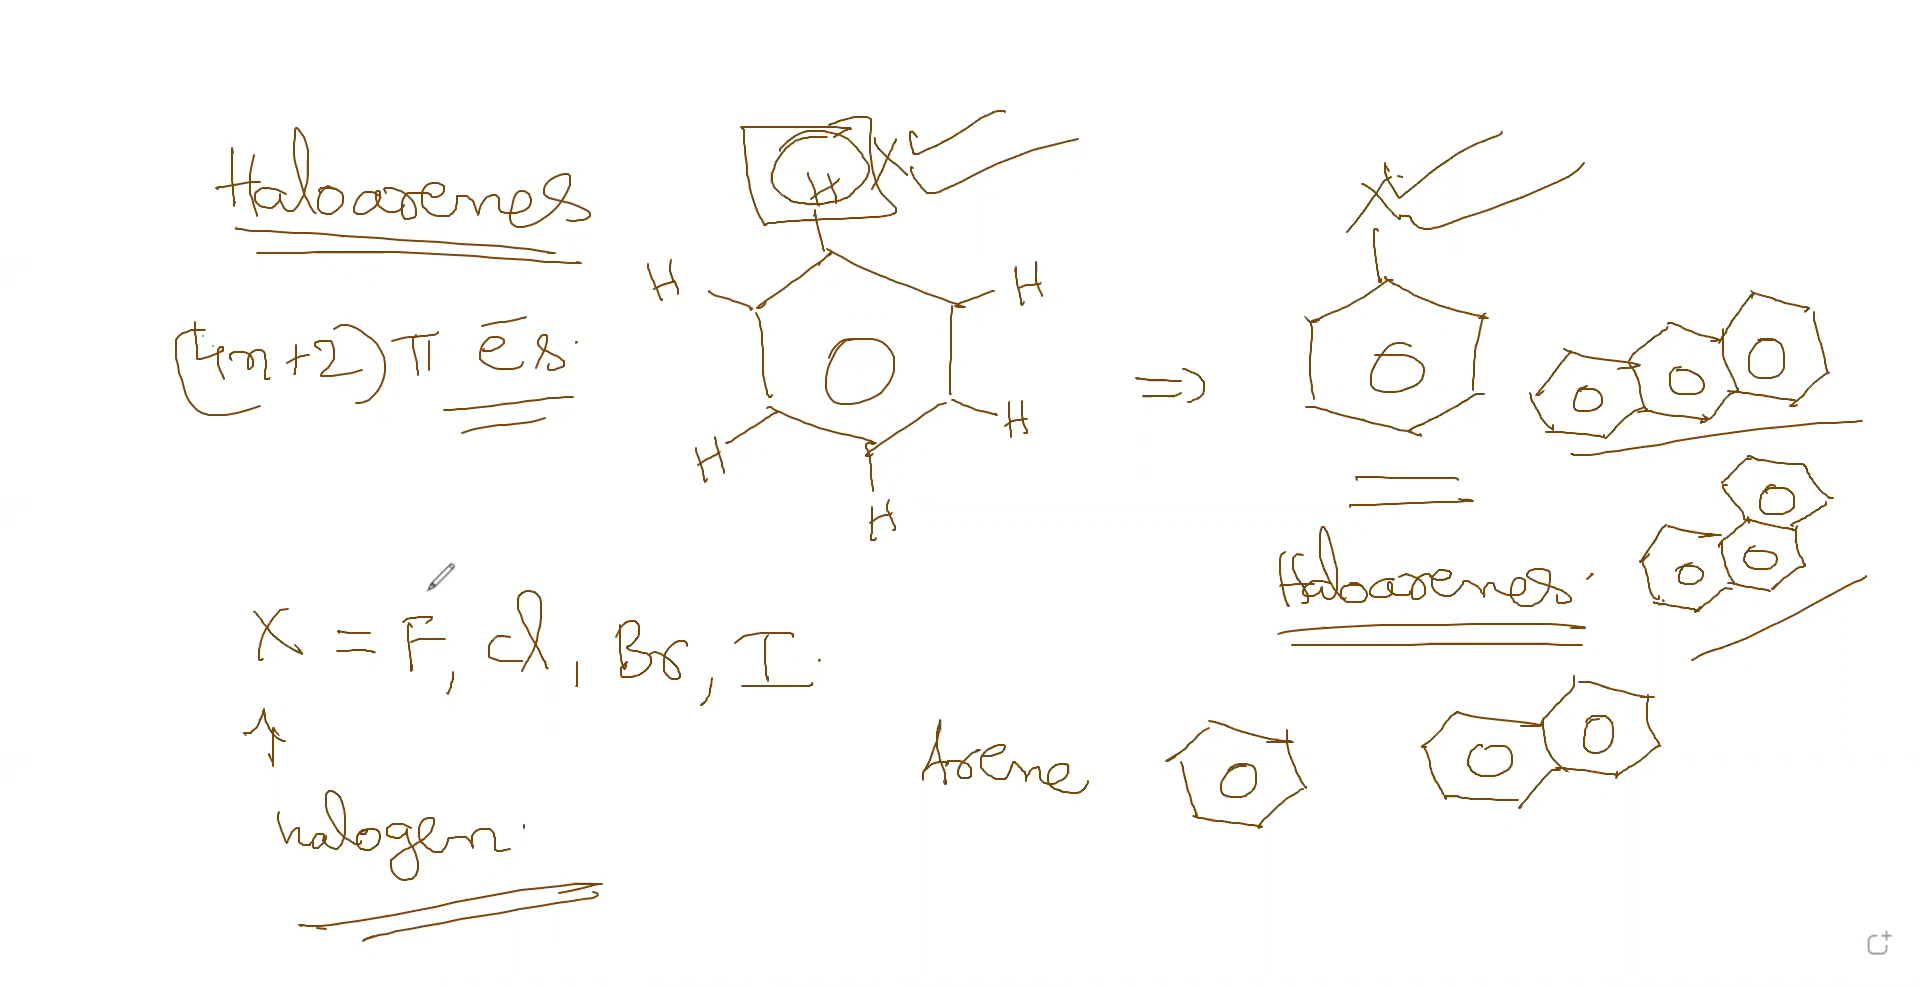 Haloarenes
(4n+2) π ēs.
H X
H H
H H
H
⇒
X
Haloarenes.
X = F, Cl, Br, I.
↑
halogen.
Arene